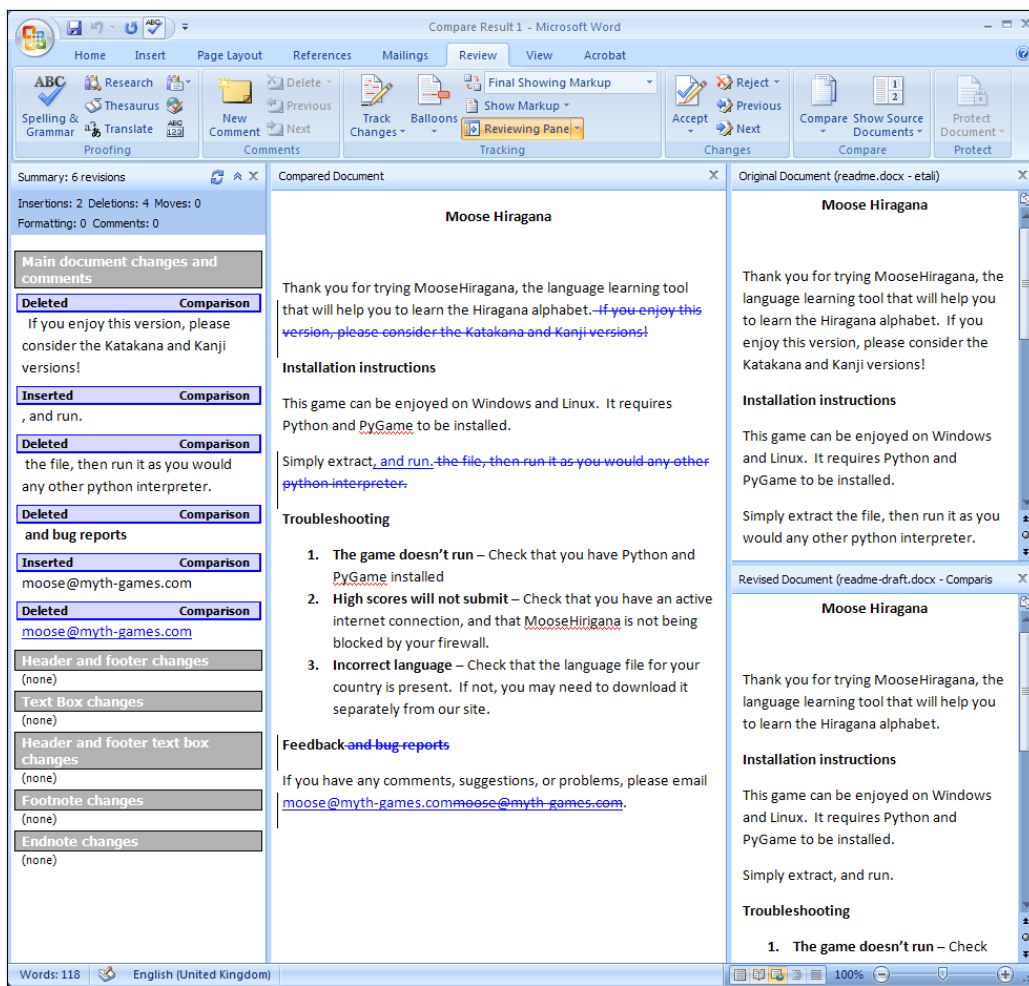 Compare Result 1 - Microsoft Word
Home Insert Page Layout References Mailings Review View Acrobat
ABC Spelling & Grammar
Research
Thesaurus
Translate
ABC
123
Proofing
New Comment
Delete
Previous
Next
Comments
Track Changes
Balloons
Final Showing Markup
Show Markup
Reviewing Pane
Tracking
Accept
Reject
Previous
Next
Changes
Compare
1
2
Show Source Documents
Compare
Protect Document
Protect
Summary: 6 revisions
Insertions: 2 Deletions: 4 Moves: 0
Formatting: 0 Comments: 0
Main document changes and
comments
Deleted Comparison
If you enjoy this version, please
consider the Katakana and Kanji
versions!
Inserted Comparison
, and run.
Deleted Comparison
the file, then run it as you would
any other python interpreter.
Deleted Comparison
and bug reports
Inserted Comparison
moose@myth-games.com
Deleted Comparison
moose@myth-games.com
Header and footer changes
(none)
Text Box changes
(none)
Header and footer text box
changes
(none)
Footnote changes
(none)
Endnote changes
(none)
Compared Document
Moose Hiragana
Thank you for trying MooseHiragana, the language learning tool
that will help you to learn the Hiragana alphabet. If you enjoy this
version, please consider the Katakana and Kanji versions!
Installation instructions
This game can be enjoyed on Windows and Linux. It requires
Python and PyGame to be installed.
Simply extract, and run. the file, then run it as you would any other
python interpreter.
Troubleshooting
1. The game doesn't run – Check that you have Python and
PyGame installed
2. High scores will not submit – Check that you have an active
internet connection, and that MooseHirigana is not being
blocked by your firewall.
3. Incorrect language – Check that the language file for your
country is present. If not, you may need to download it
separately from our site.
Feedback and bug reports
If you have any comments, suggestions, or problems, please email
moose@myth-games.commoose@myth-games.com.
Original Document (readme.docx - etali)
Moose Hiragana
Thank you for trying MooseHiragana, the
language learning tool that will help you
to learn the Hiragana alphabet. If you
enjoy this version, please consider the
Katakana and Kanji versions!
Installation instructions
This game can be enjoyed on Windows
and Linux. It requires Python and
PyGame to be installed.
Simply extract the file, then run it as you
would any other python interpreter.
Revised Document (readme-draft.docx - Comparis
Moose Hiragana
Thank you for trying MooseHiragana, the
language learning tool that will help you
to learn the Hiragana alphabet.
Installation instructions
This game can be enjoyed on Windows
and Linux. It requires Python and
PyGame to be installed.
Simply extract, and run.
Troubleshooting
1. The game doesn't run – Check
Words: 118 English (United Kingdom) 100%